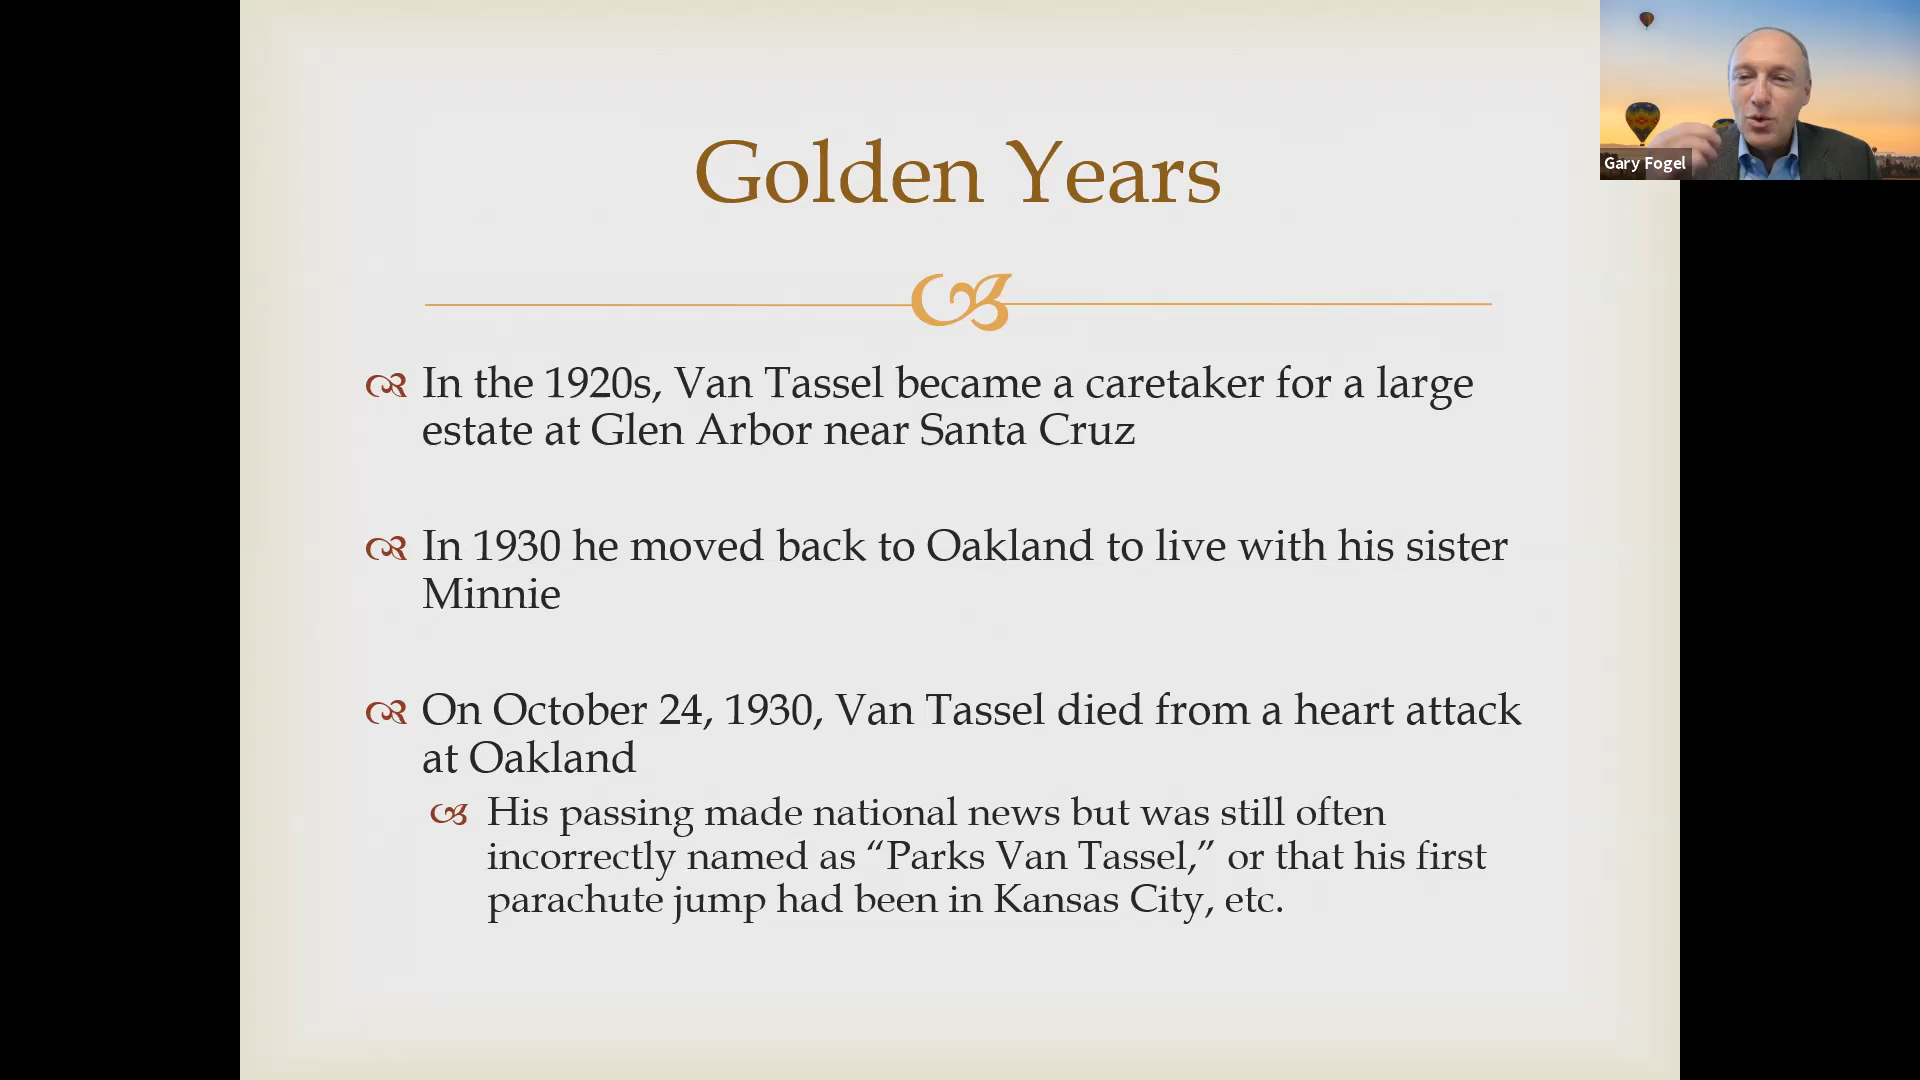 Golden Years
In the 1920s, Van Tassel became a caretaker for a large
estate at Glen Arbor near Santa Cruz
In 1930 he moved back to Oakland to live with his sister
Minnie
On October 24, 1930, Van Tassel died from a heart attack
at Oakland
His passing made national news but was still often
incorrectly named as “Parks Van Tassel,” or that his first
parachute jump had been in Kansas City, etc.
Gary Fogel